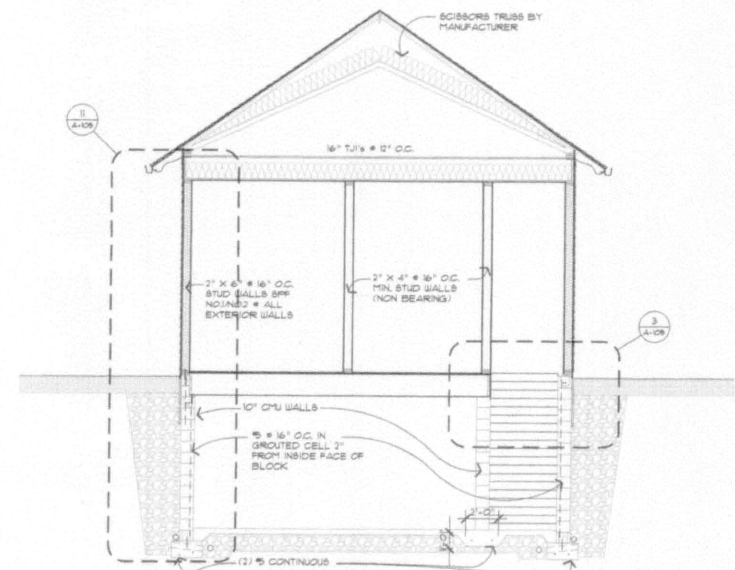 SCISSORS TRUSS BY
MANUFACTURER
11
A-105
16" TJI's @ 12" O.C.
2" X 6" @ 16" O.C.
STUD WALLS SPF
NO.1/NO.2 @ ALL
EXTERIOR WALLS
2" X 4" @ 16" O.C.
MIN. STUD WALLS
(NON BEARING)
3
A-105
10" CMU WALLS
#5 @ 16" O.C. IN
GROUTED CELL 2"
FROM INSIDE FACE OF
BLOCK
2'-0"
(2) #5 CONTINUOUS